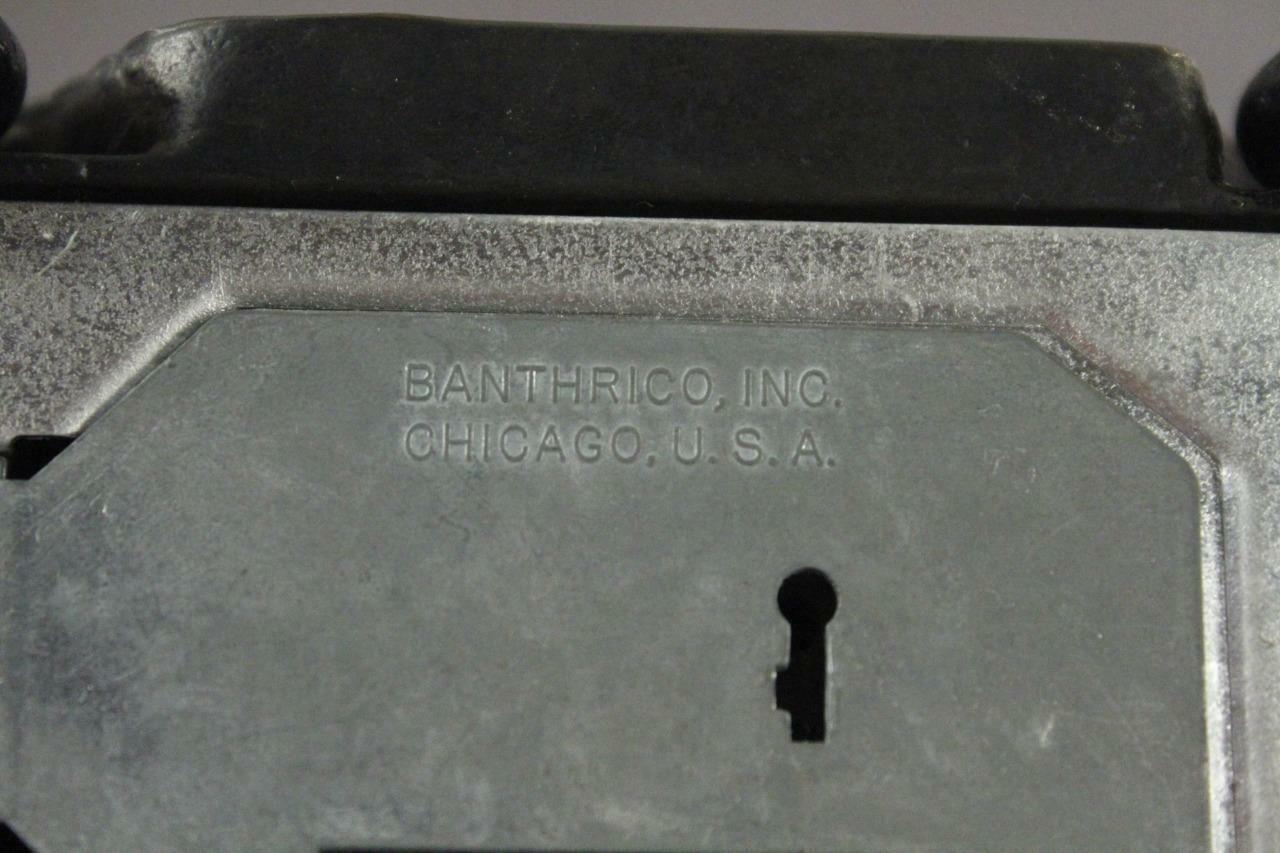 BANTHRICO, INC.
CHICAGO, U. S. A.